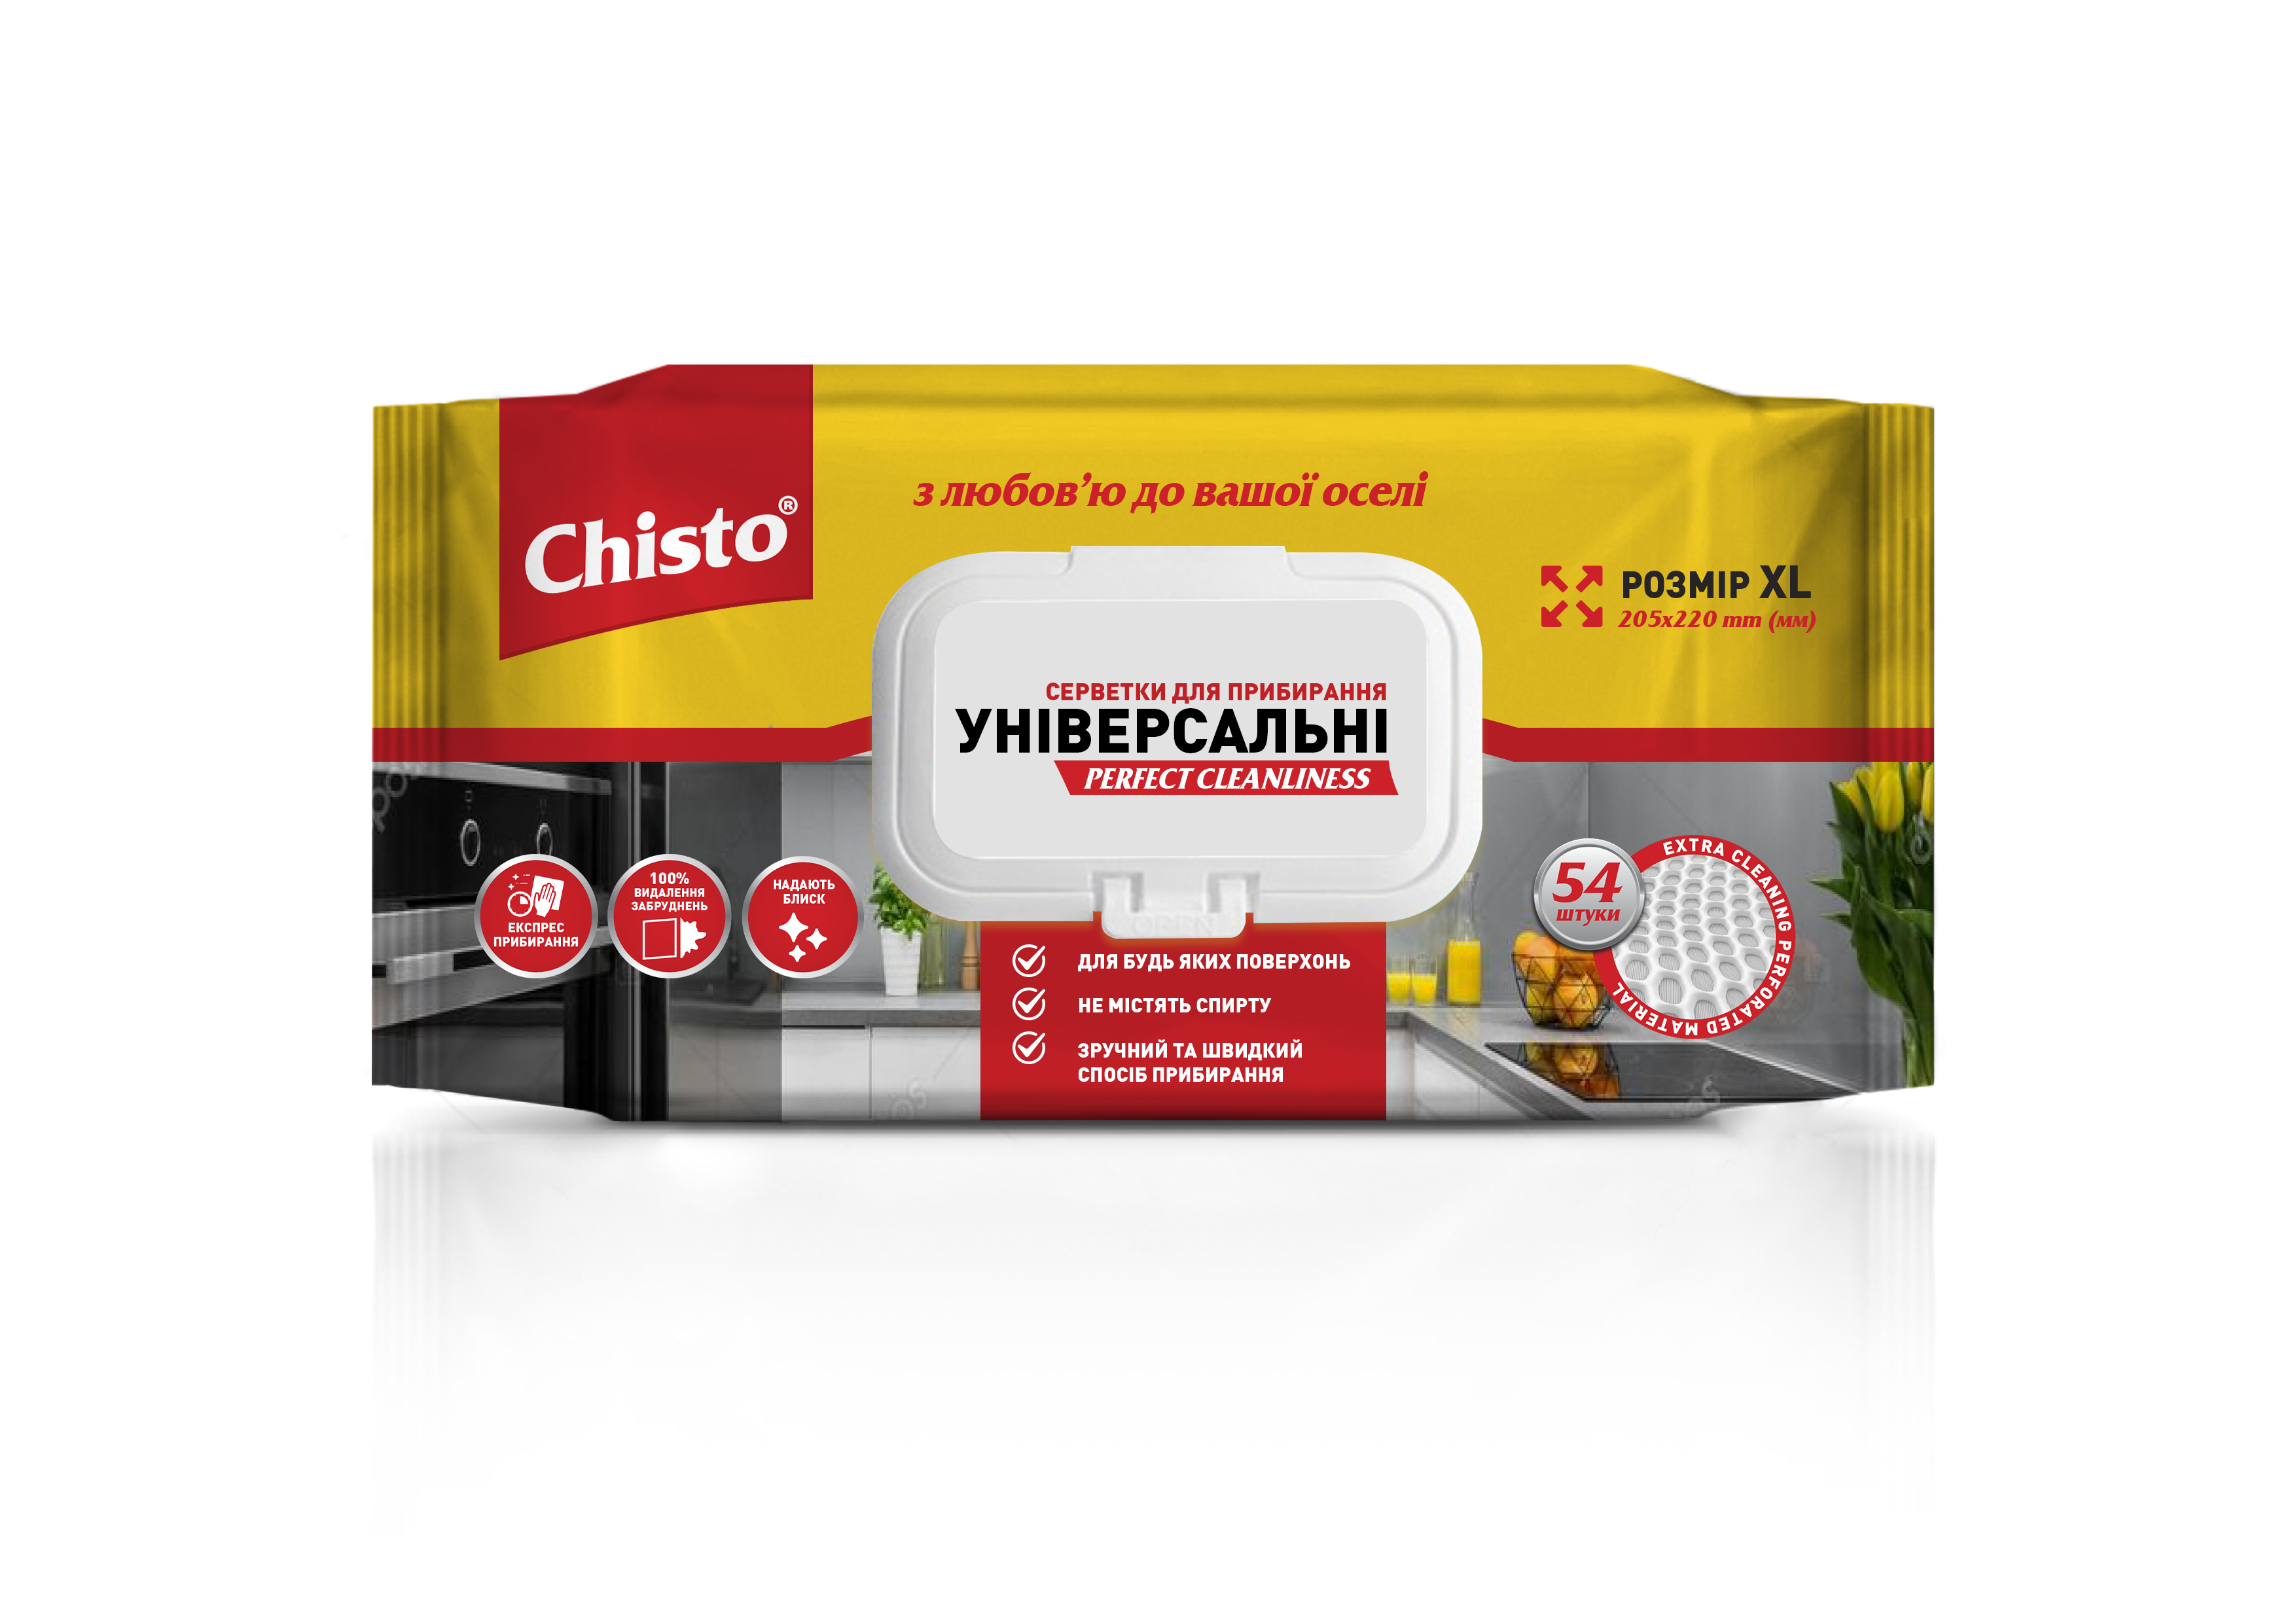 Chisto®
з любов'ю до вашої оселі
РОЗМІР XL
205x220 mm (мм)
СЕРВЕТКИ ДЛЯ ПРИБИРАННЯ
УНІВЕРСАЛЬНІ
PERFECT CLEANLINESS
ЕКСПРЕС
ПРИБИРАННЯ
100%
ВИДАЛЕННЯ
ЗАБРУДНЕНЬ
НАДАЮТЬ
БЛИСК
OPEN
ДЛЯ БУДЬ ЯКИХ ПОВЕРХОНЬ
НЕ МІСТЯТЬ СПИРТУ
ЗРУЧНИЙ ТА ШВИДКИЙ
СПОСІБ ПРИБИРАННЯ
54
штуки
EXTRA CLEANING PERFORATED MATERIAL